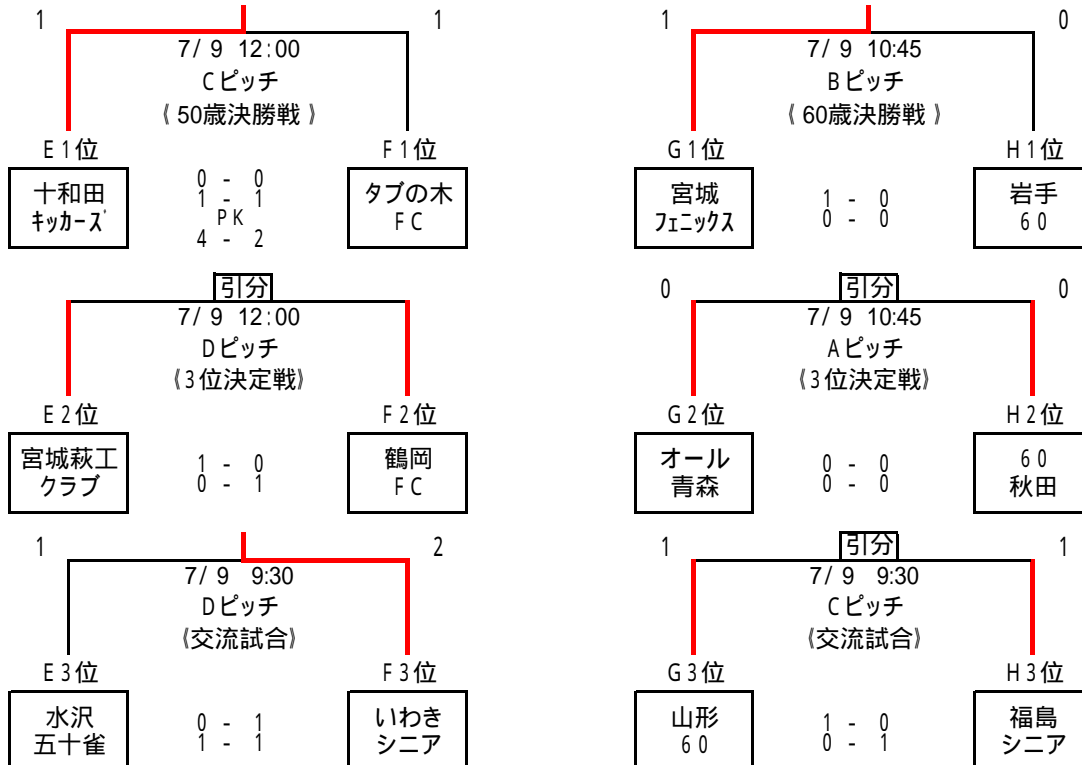 1 1
7/ 9 12:00
Cピッチ
《 50歳決勝戦 》
E 1位 F 1位
十和田
キッカーズ
0 - 0
1 - 1
PK
4 - 2
タブの木
FC
1 0
7/ 9 10:45
Bピッチ
《 60歳決勝戦 》
G 1位 H 1位
宮城
フェニックス
1 - 0
0 - 0
岩手
60
引分
7/ 9 12:00
Dピッチ
《3位決定戦》
E 2位 F 2位
宮城萩工
クラブ
1 - 0
0 - 1
鶴岡
FC
0 引分 0
7/ 9 10:45
Aピッチ
《3位決定戦》
G 2位 H 2位
オール
青森
0 - 0
0 - 0
60
秋田
1 2
7/ 9 9:30
Dピッチ
《交流試合》
E 3位 F 3位
水沢
五十雀
0 - 1
1 - 1
いわき
シニア
1 引分 1
7/ 9 9:30
Cピッチ
《交流試合》
G 3位 H 3位
山形
60
1 - 0
0 - 1
福島
シニア